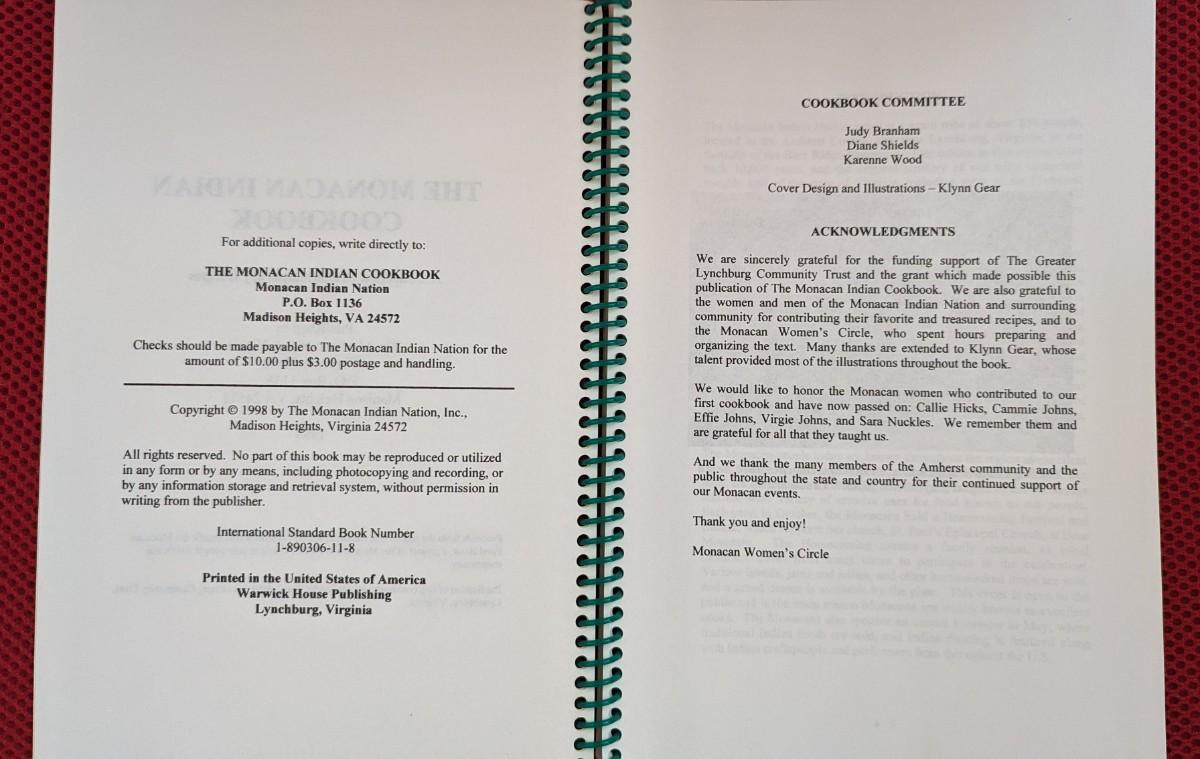 For additional copies, write directly to:
THE MONACAN INDIAN COOKBOOK
Monacan Indian Nation
P.O. Box 1136
Madison Heights, VA 24572
Checks should be made payable to The Monacan Indian Nation for the
amount of $10.00 plus $3.00 postage and handling.
Copyright © 1998 by The Monacan Indian Nation, Inc.,
Madison Heights, Virginia 24572
All rights reserved. No part of this book may be reproduced or utilized
in any form or by any means, including photocopying and recording, or
by any information storage and retrieval system, without permission in
writing from the publisher.
International Standard Book Number
1-890306-11-8
Printed in the United States of America
Warwick House Publishing
Lynchburg, Virginia
COOKBOOK COMMITTEE
Judy Branham
Diane Shields
Karenne Wood
Cover Design and Illustrations – Klynn Gear
ACKNOWLEDGMENTS
We are sincerely grateful for the funding support of The Greater
Lynchburg Community Trust and the grant which made possible this
publication of The Monacan Indian Cookbook. We are also grateful to
the women and men of the Monacan Indian Nation and surrounding
community for contributing their favorite and treasured recipes, and to
the Monacan Women's Circle, who spent hours preparing and
organizing the text. Many thanks are extended to Klynn Gear, whose
talent provided most of the illustrations throughout the book.
We would like to honor the Monacan women who contributed to our
first cookbook and have now passed on: Callie Hicks, Cammie Johns,
Effie Johns, Virgie Johns, and Sara Nuckles. We remember them and
are grateful for all that they taught us.
And we thank the many members of the Amherst community and the
public throughout the state and country for their continued support of
our Monacan events.
Thank you and enjoy!
Monacan Women's Circle